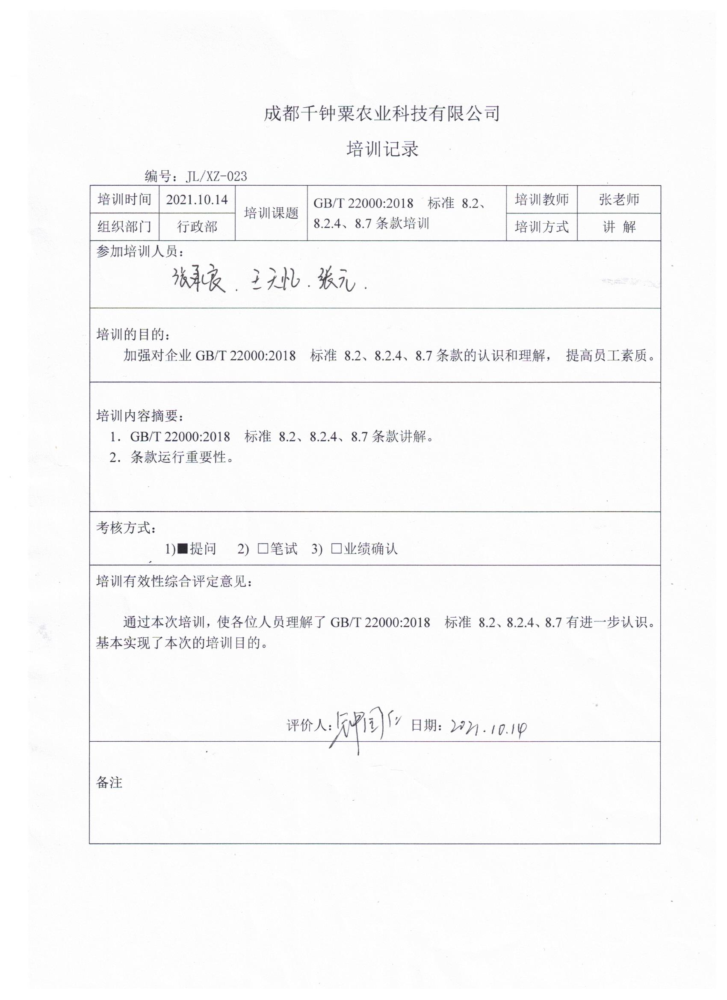 成都千钟粟农业科技有限公司
培训记录
编号：JL/XZ-023
培训时间 2021.10.14 培训课题 GB/T 22000:2018 标准 8.2、8.2.4、8.7 条款培训 培训教师 张老师
组织部门 行政部 培训方式 讲 解
参加培训人员：
张承良．王天忆．张元．
培训的目的：
加强对企业 GB/T 22000:2018 标准 8.2、8.2.4、8.7 条款的认识和理解， 提高员工素质。
培训内容摘要：
1．GB/T 22000:2018 标准 8.2、8.2.4、8.7 条款讲解。
2．条款运行重要性。
考核方式：
1)■提问 2) □笔试 3) □业绩确认
培训有效性综合评定意见：
通过本次培训，使各位人员理解了 GB/T 22000:2018 标准 8.2、8.2.4、8.7 有进一步认识。
基本实现了本次的培训目的。
评价人： 日期：2021.10.14
备注